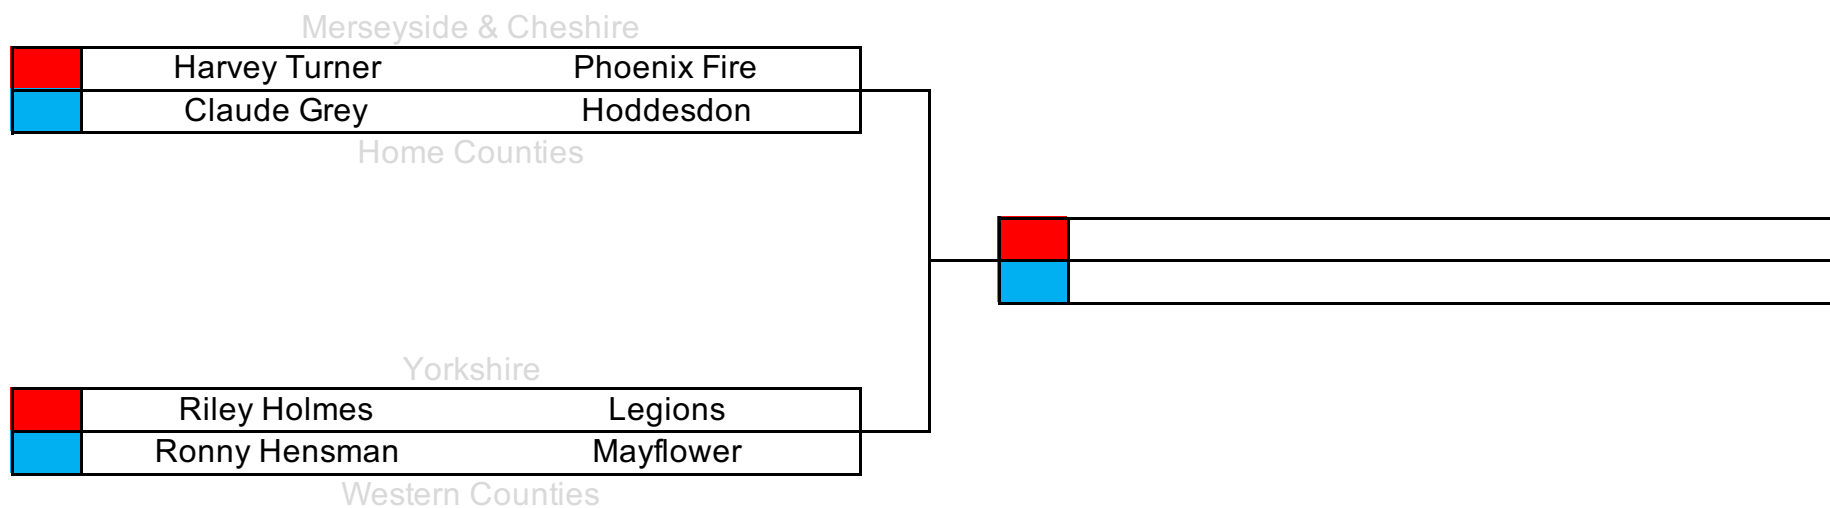 Merseyside & Cheshire
Harvey Turner Phoenix Fire
Claude Grey Hoddesdon
Home Counties
Yorkshire
Riley Holmes Legions
Ronny Hensman Mayflower
Western Counties